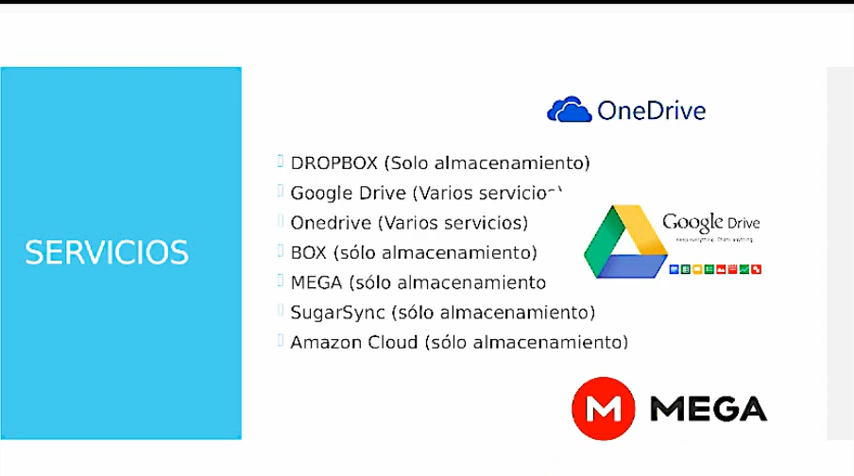 OneDrive
DROPBOX (Solo almacenamiento)
Google Drive (Varios
Onedrive (Varios servicios)
SERVICIOS
BOX (sólo almacenamiento)
MEGA (sólo almacenamiento
SugarSync (sólo almacenamiento)
Amazon Cloud (sólo almacenamiento)
Google Drive
MEGA